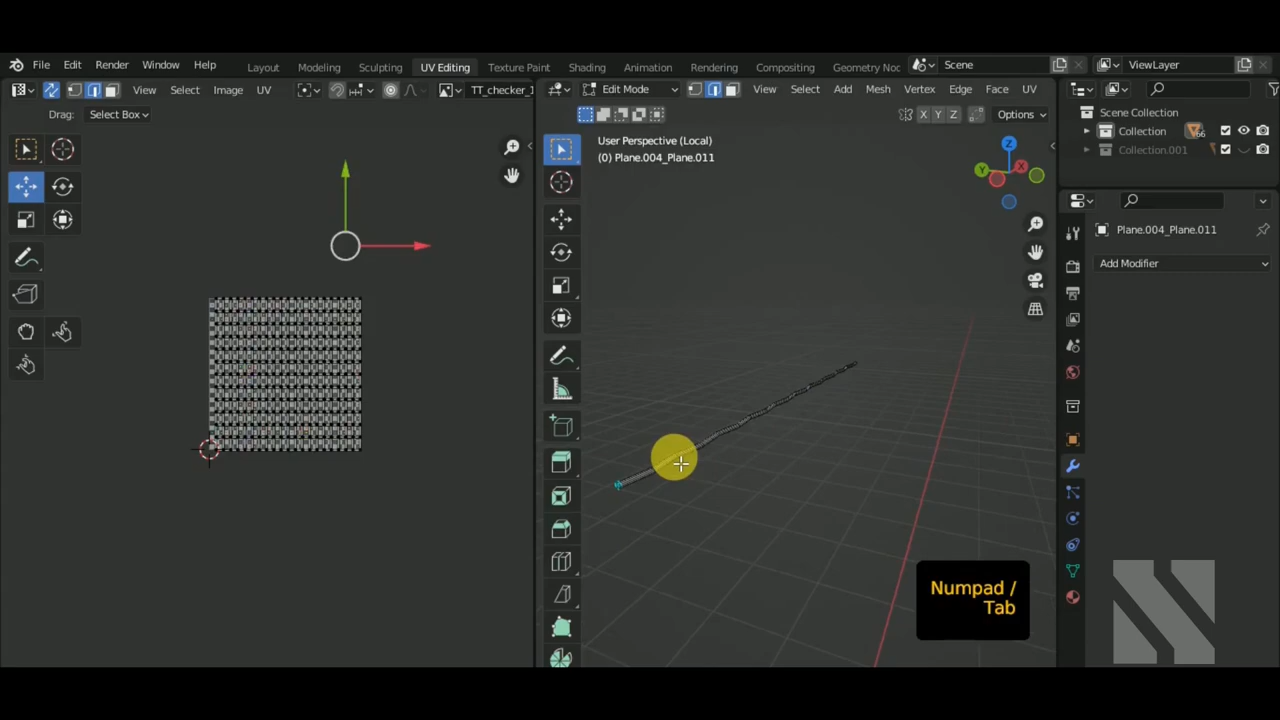 File Edit Render Window Help Layout Modeling Sculpting UV Editing Texture Paint Shading Animation Rendering Compositing Geometry Noc Scene ViewLayer
View Select Image UV TT_checker_1 Edit Mode View Select Add Mesh Vertex Edge Face UV
Drag: Select Box X Y Z Options
Scene Collection
Collection 56
Collection.001
User Perspective (Local)
(0) Plane.004_Plane.011
Z
Y X
Plane.004_Plane.011
Add Modifier
Numpad /
Tab